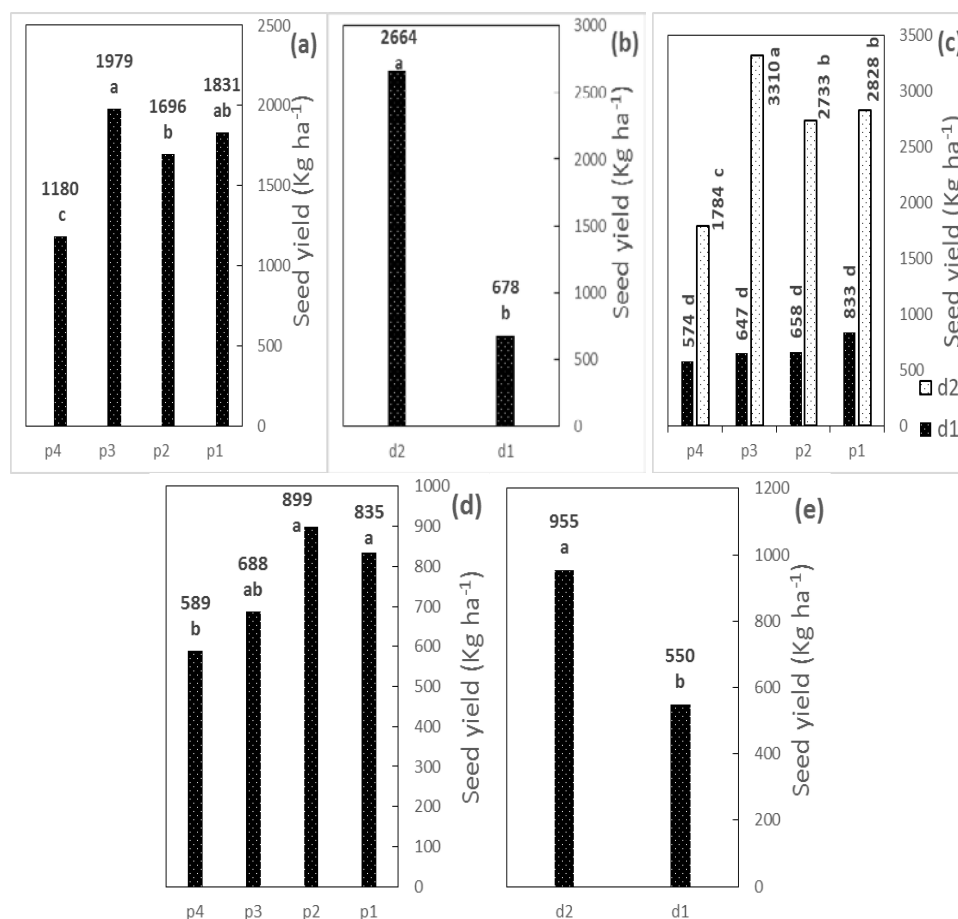 (a)
1180
c
1979
a
1696
b
1831
ab
2500
2000
1500
1000
500
0
Seed yield (Kg ha⁻¹)
p4 p3 p2 p1
(b)
2664
a
678
b
3000
2500
2000
1500
1000
500
0
Seed yield (Kg ha⁻¹)
d2 d1
(c)
574 d
1784 c
647 d
3310 a
658 d
2733 b
833 d
2828 b
3500
3000
2500
2000
1500
1000
500
0
Seed yield (Kg ha⁻¹)
d2
d1
p4 p3 p2 p1
(d)
589
b
688
ab
899
a
835
a
1000
900
800
700
600
500
400
300
200
100
0
Seed yield (Kg ha⁻¹)
p4 p3 p2 p1
(e)
955
a
550
b
1200
1000
800
600
400
200
0
Seed yield (Kg ha⁻¹)
d2 d1